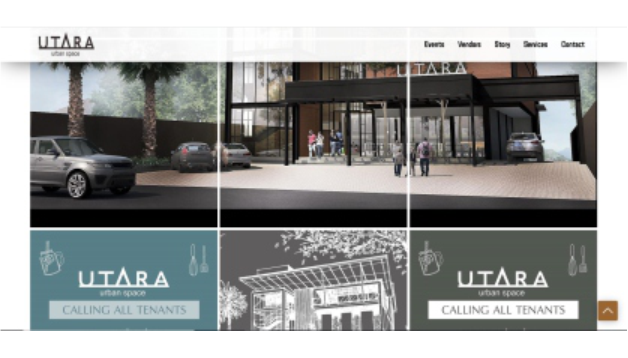 UTARA
urban space
Events Vendors Story Services Contact
UTARA
UTARA
urban space
CALLING ALL TENANTS
UTARA
urban space
CALLING ALL TENANTS